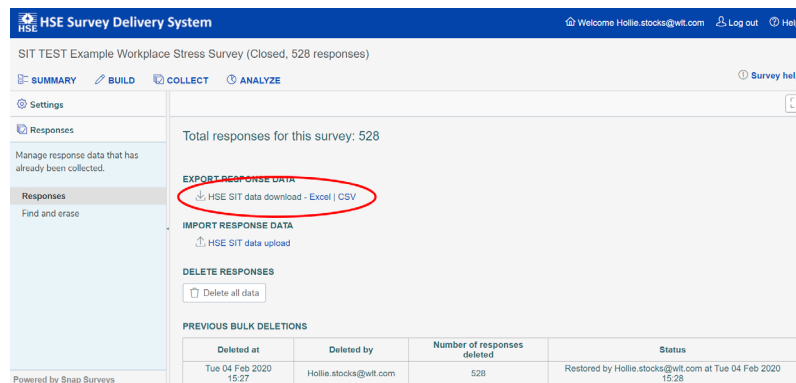 HSE HSE Survey Delivery System
Welcome Hollie.stocks@wlt.com Log out Hel
SIT TEST Example Workplace Stress Survey (Closed, 528 responses)
SUMMARY BUILD COLLECT ANALYZE
Survey hel
Settings
Responses
Manage response data that has
already been collected.
Responses
Find and erase
Powered by Snap Surveys
Total responses for this survey: 528
EXPORT RESPONSE DATA
HSE SIT data download - Excel | CSV
IMPORT RESPONSE DATA
HSE SIT data upload
DELETE RESPONSES
Delete all data
PREVIOUS BULK DELETIONS
Deleted at Deleted by Number of responses deleted Status
Tue 04 Feb 2020 15:27 Hollie.stocks@wlt.com 528 Restored by Hollie.stocks@wlt.com at Tue 04 Feb 2020 15:28